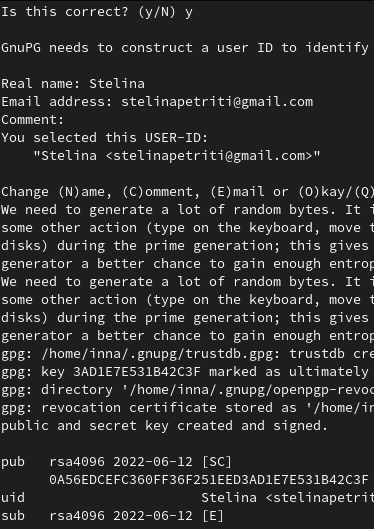 Is this correct? (y/N) y
GnuPG needs to construct a user ID to identify
Real name: Stelina
Email address: stelinapetriti@gmail.com
Comment:
You selected this USER-ID:
"Stelina <stelinapetriti@gmail.com>"
Change (N)ame, (C)omment, (E)mail or (O)kay/(Q)
We need to generate a lot of random bytes. It i
some other action (type on the keyboard, move t
disks) during the prime generation; this gives
generator a better chance to gain enough entrop
We need to generate a lot of random bytes. It i
some other action (type on the keyboard, move t
disks) during the prime generation; this gives
generator a better chance to gain enough entrop
gpg: /home/inna/.gnupg/trustdb.gpg: trustdb cre
gpg: key 3AD1E7E531B42C3F marked as ultimately
gpg: directory '/home/inna/.gnupg/openpgp-revoc
gpg: revocation certificate stored as '/home/in
public and secret key created and signed.
pub rsa4096 2022-06-12 [SC]
0A56EDCEFC360FF36F251EED3AD1E7E531B42C3F
uid Stelina <stelinapetrit
sub rsa4096 2022-06-12 [E]